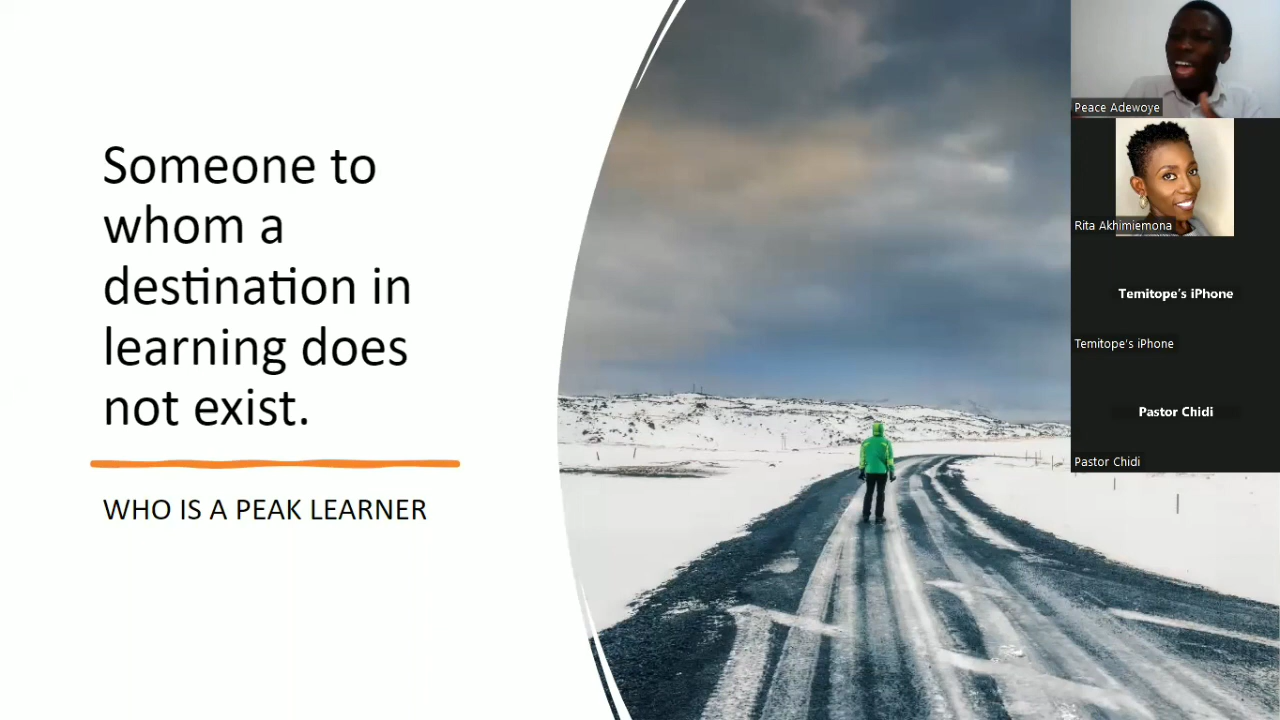 Someone to
whom a
destination in
learning does
not exist.
WHO IS A PEAK LEARNER
Peace Adewoye
Rita Akhimiemona
Temitope's iPhone
Temitope's iPhone
Pastor Chidi
Pastor Chidi